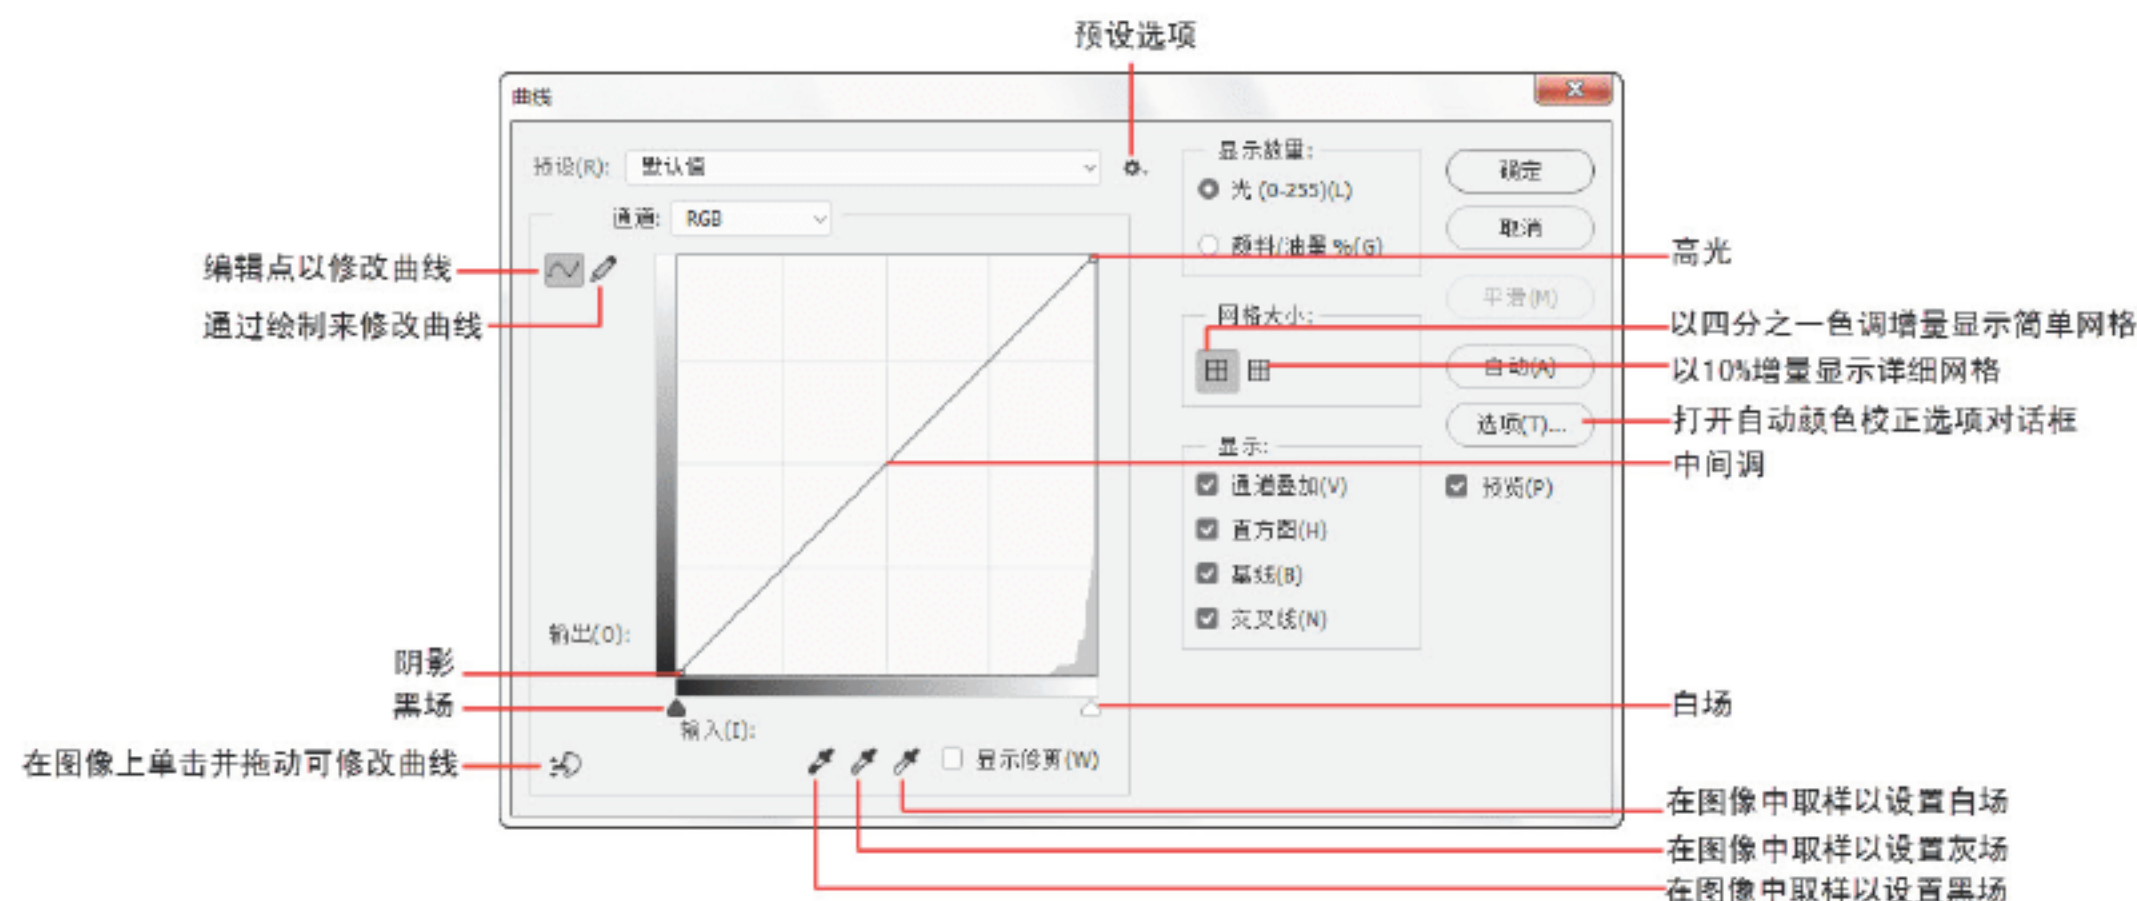 预设选项
曲线
预设(R): 默认值
显示数量:
光 (0-255)(L)
颜料/油墨 %(G)
确定
取消
平滑(M)
自动(A)
选项(T)...
预览(P)
通道: RGB
编辑点以修改曲线
通过绘制来修改曲线
高光
网格大小:
以四分之一色调增量显示简单网格
以10%增量显示详细网格
打开自动颜色校正选项对话框
中间调
显示:
通道叠加(V)
直方图(H)
基线(B)
交叉线(N)
输出(O):
阴影
黑场
白场
输入(I):
在图像上单击并拖动可修改曲线
显示修剪(W)
在图像中取样以设置白场
在图像中取样以设置灰场
在图像中取样以设置黑场